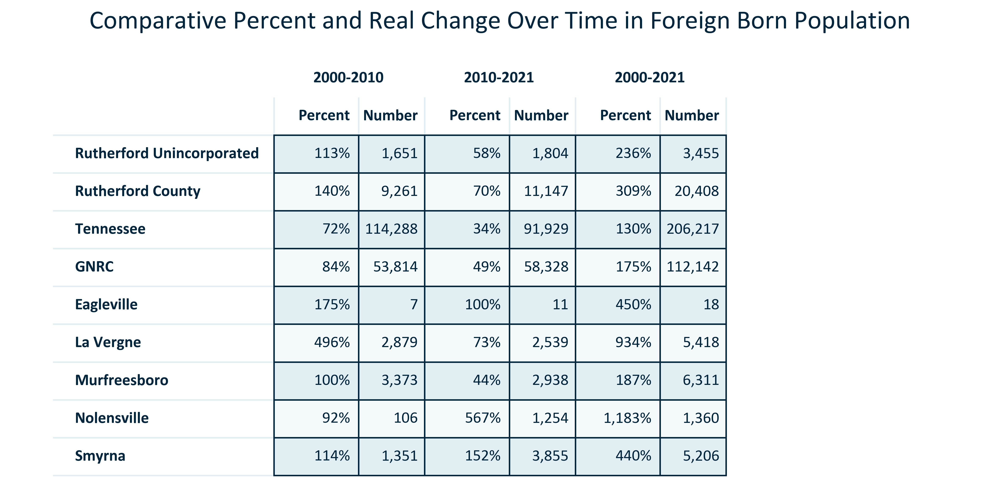 Comparative Percent and Real Change Over Time in Foreign Born Population
2000-2010 2010-2021 2000-2021
Percent Number Percent Number Percent Number
Rutherford Unincorporated 113% 1,651 58% 1,804 236% 3,455
Rutherford County 140% 9,261 70% 11,147 309% 20,408
Tennessee 72% 114,288 34% 91,929 130% 206,217
GNRC 84% 53,814 49% 58,328 175% 112,142
Eagleville 175% 7 100% 11 450% 18
La Vergne 496% 2,879 73% 2,539 934% 5,418
Murfreesboro 100% 3,373 44% 2,938 187% 6,311
Nolensville 92% 106 567% 1,254 1,183% 1,360
Smyrna 114% 1,351 152% 3,855 440% 5,206